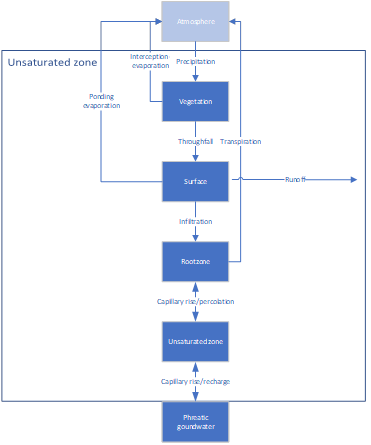 Atmosphere
Interception
evaporation
Precipitation
Unsaturated zone
Ponding
evaporation
Vegetation
Throughfall
Transpiration
Surface
Runoff
Infiltration
Rootzone
Capillary rise/percolation
Unsaturated zone
Capillary rise/recharge
Phreatic
gourdwater